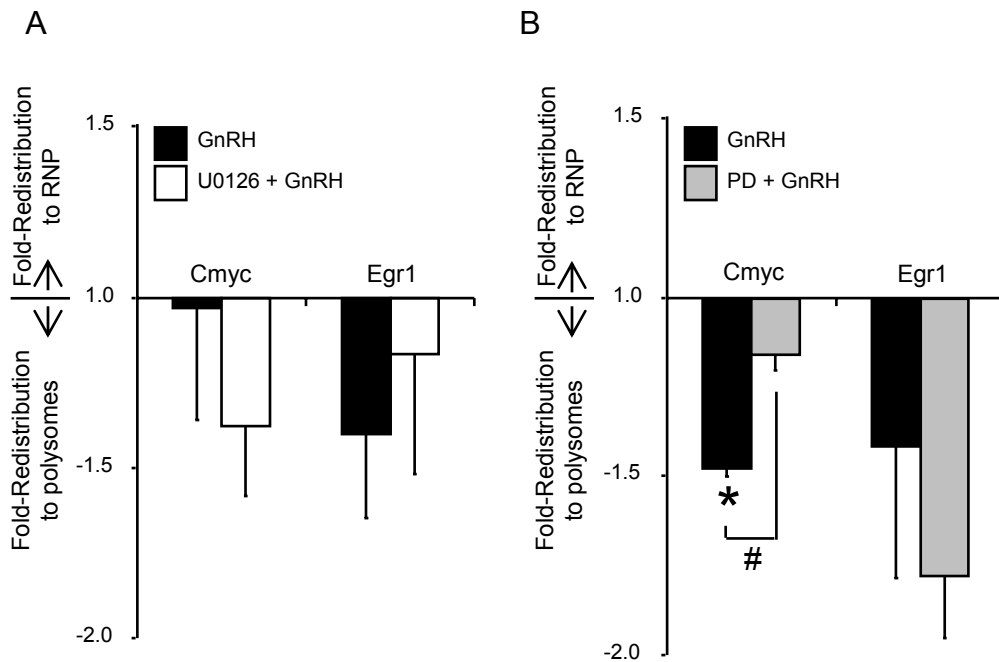 A
Fold-Redistribution
to RNP
Fold-Redistribution
to polysomes
1.5
1.0
-1.5
-2.0
GnRH
U0126 + GnRH
Cmyc
Egr1
B
Fold-Redistribution
to RNP
Fold-Redistribution
to polysomes
1.5
1.0
-1.5
-2.0
GnRH
PD + GnRH
Cmyc
Egr1
*
#